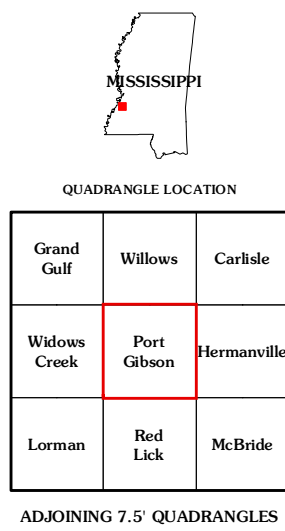 MISSISSIPPI
QUADRANGLE LOCATION
Grand
Gulf
Willows
Carlisle
Widows
Creek
Port
Gibson
Hermanville
Lorman
Red
Lick
McBride
ADJOINING 7.5' QUADRANGLES